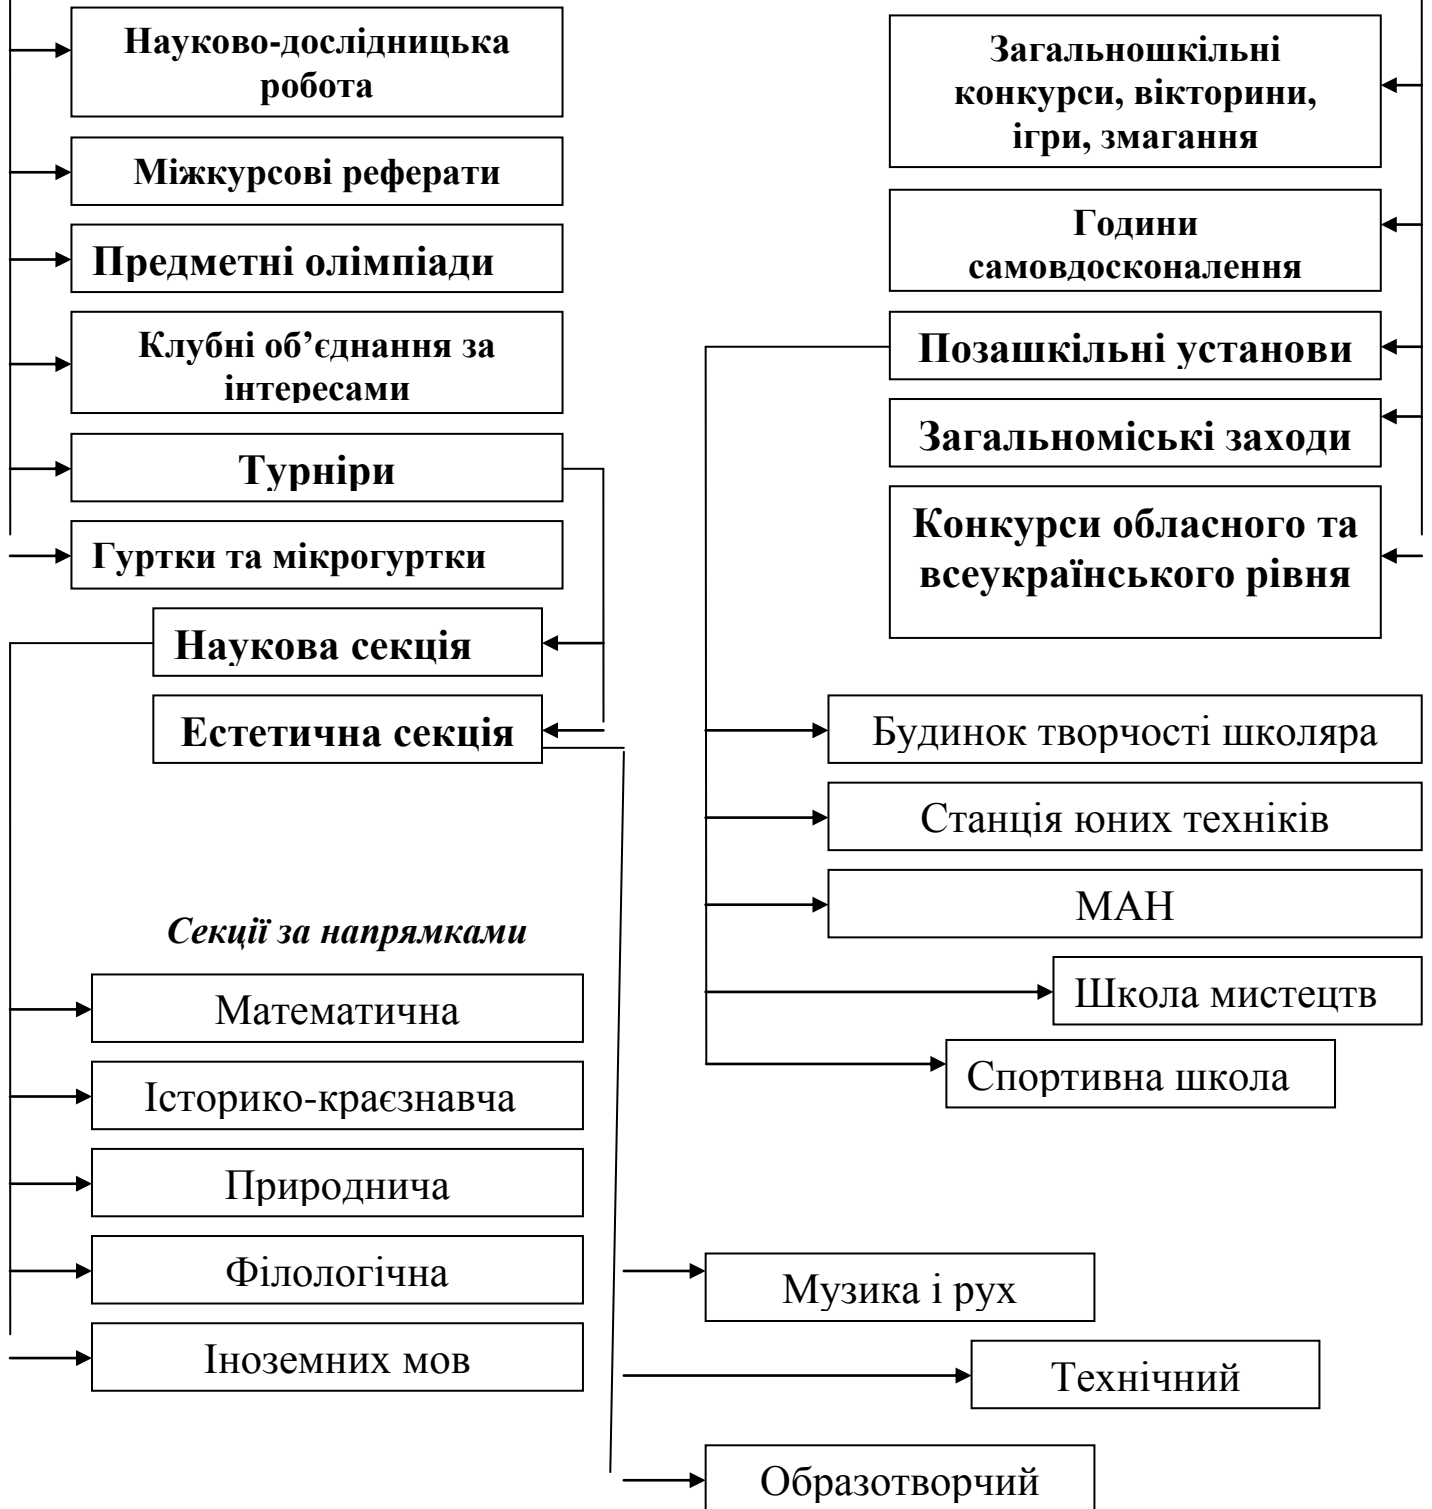 Науково-дослідницька
робота
Міжкурсові реферати
Предметні олімпіади
Клубні об’єднання за
інтересами
Турніри
Гуртки та мікрогуртки
Наукова секція
Естетична секція
Загальношкільні
конкурси, вікторини,
ігри, змагання
Години
самовдосконалення
Позашкільні установи
Загальноміські заходи
Конкурси обласного та
всеукраїнського рівня
Будинок творчості школяра
Станція юних техніків
МАН
Школа мистецтв
Спортивна школа
Секції за напрямками
Математична
Історико-краєзнавча
Природнича
Філологічна
Іноземних мов
Музика і рух
Технічний
Образотворчий